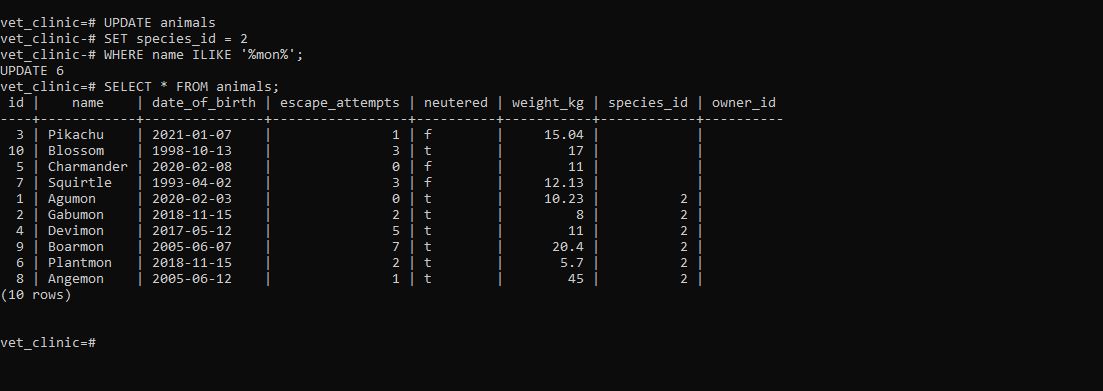 vet_clinic=# UPDATE animals
vet_clinic-# SET species_id = 2
vet_clinic-# WHERE name ILIKE '%mon%';
UPDATE 6
vet_clinic=# SELECT * FROM animals;
 id |    name    | date_of_birth | escape_attempts | neutered | weight_kg | species_id | owner_id
----+------------+---------------+-----------------+----------+-----------+------------+----------
  3 | Pikachu    | 2021-01-07    |               1 | f        |     15.04 |            |
 10 | Blossom    | 1998-10-13    |               3 | t        |        17 |            |
  5 | Charmander | 2020-02-08    |               0 | f        |        11 |            |
  7 | Squirtle   | 1993-04-02    |               3 | f        |     12.13 |            |
  1 | Agumon     | 2020-02-03    |               0 | t        |     10.23 |          2 |
  2 | Gabumon    | 2018-11-15    |               2 | t        |         8 |          2 |
  4 | Devimon    | 2017-05-12    |               5 | t        |        11 |          2 |
  9 | Boarmon    | 2005-06-07    |               7 | t        |      20.4 |          2 |
  6 | Plantmon   | 2018-11-15    |               2 | t        |       5.7 |          2 |
  8 | Angemon    | 2005-06-12    |               1 | t        |        45 |          2 |
(10 rows)
vet_clinic=#